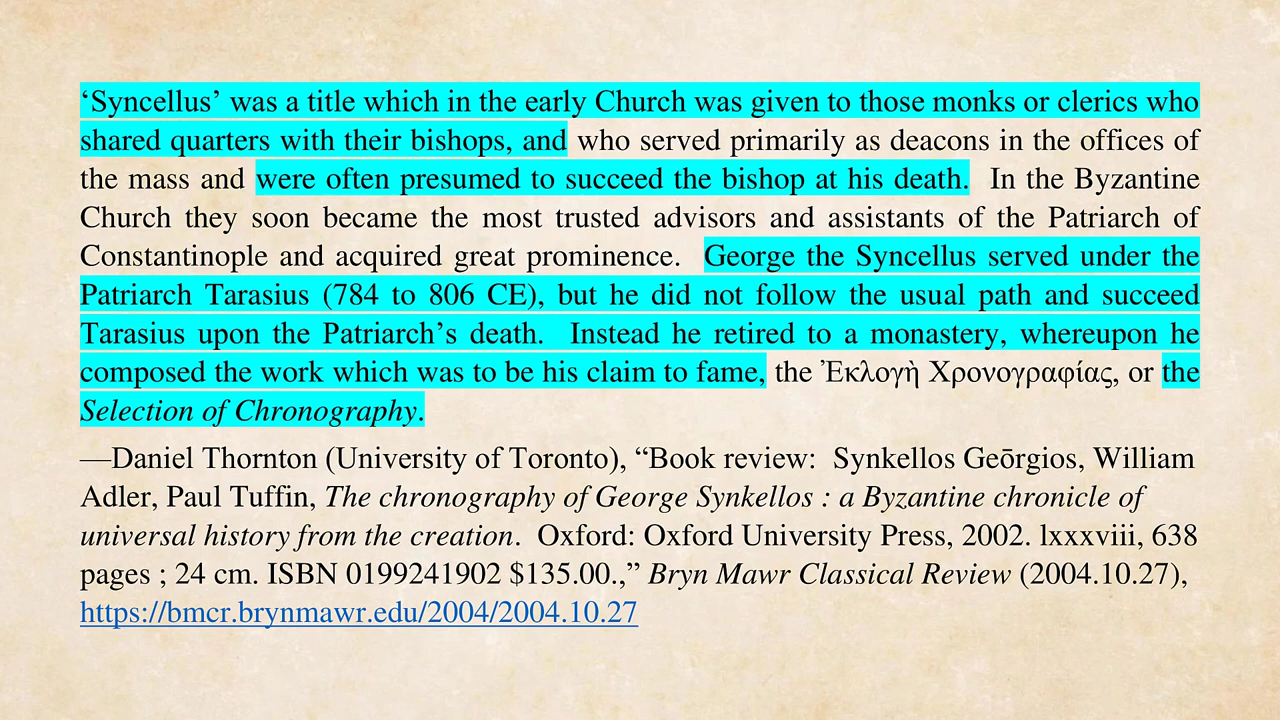 ‘Syncellus’ was a title which in the early Church was given to those monks or clerics who
shared quarters with their bishops, and who served primarily as deacons in the offices of
the mass and were often presumed to succeed the bishop at his death.  In the Byzantine
Church they soon became the most trusted advisors and assistants of the Patriarch of
Constantinople and acquired great prominence.  George the Syncellus served under the
Patriarch Tarasius (784 to 806 CE), but he did not follow the usual path and succeed
Tarasius upon the Patriarch’s death.  Instead he retired to a monastery, whereupon he
composed the work which was to be his claim to fame, the Ἐκλογὴ Χρονογραφίας, or the
Selection of Chronography.
—Daniel Thornton (University of Toronto), “Book review:  Synkellos Geōrgios, William
Adler, Paul Tuffin, The chronography of George Synkellos : a Byzantine chronicle of
universal history from the creation.  Oxford: Oxford University Press, 2002. lxxxviii, 638
pages ; 24 cm. ISBN 0199241902 $135.00.,” Bryn Mawr Classical Review (2004.10.27),
https://bmcr.brynmawr.edu/2004/2004.10.27